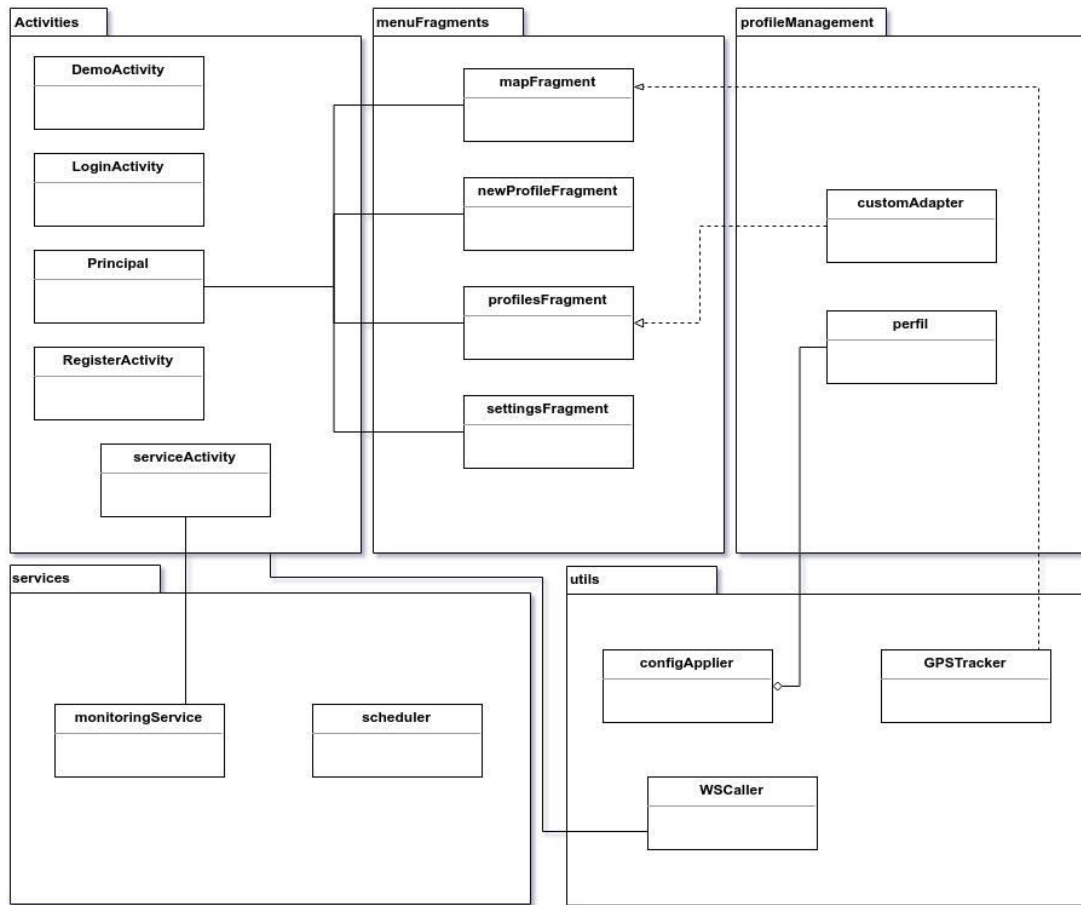 Activities
DemoActivity
LoginActivity
Principal
RegisterActivity
serviceActivity
menuFragments
mapFragment
newProfileFragment
profilesFragment
settingsFragment
profileManagement
customAdapter
perfil
services
monitoringService
scheduler
utils
configApplier
GPSTracker
WSCaller